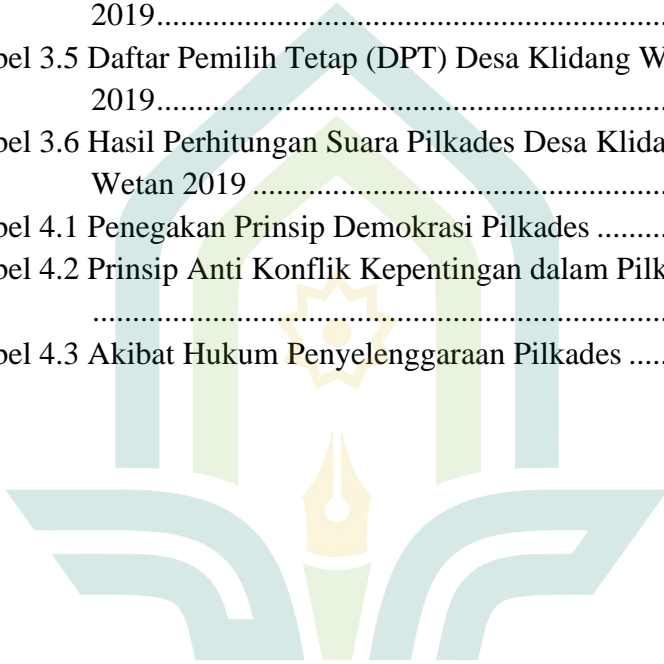 2019................................................................
bel 3.5 Daftar Pemilih Tetap (DPT) Desa Klidang W
2019................................................................
bel 3.6 Hasil Perhitungan Suara Pilkades Desa Klida
Wetan 2019 ....................................................
bel 4.1 Penegakan Prinsip Demokrasi Pilkades .........
bel 4.2 Prinsip Anti Konflik Kepentingan dalam Pilk
.........................................................................
bel 4.3 Akibat Hukum Penyelenggaraan Pilkades .....